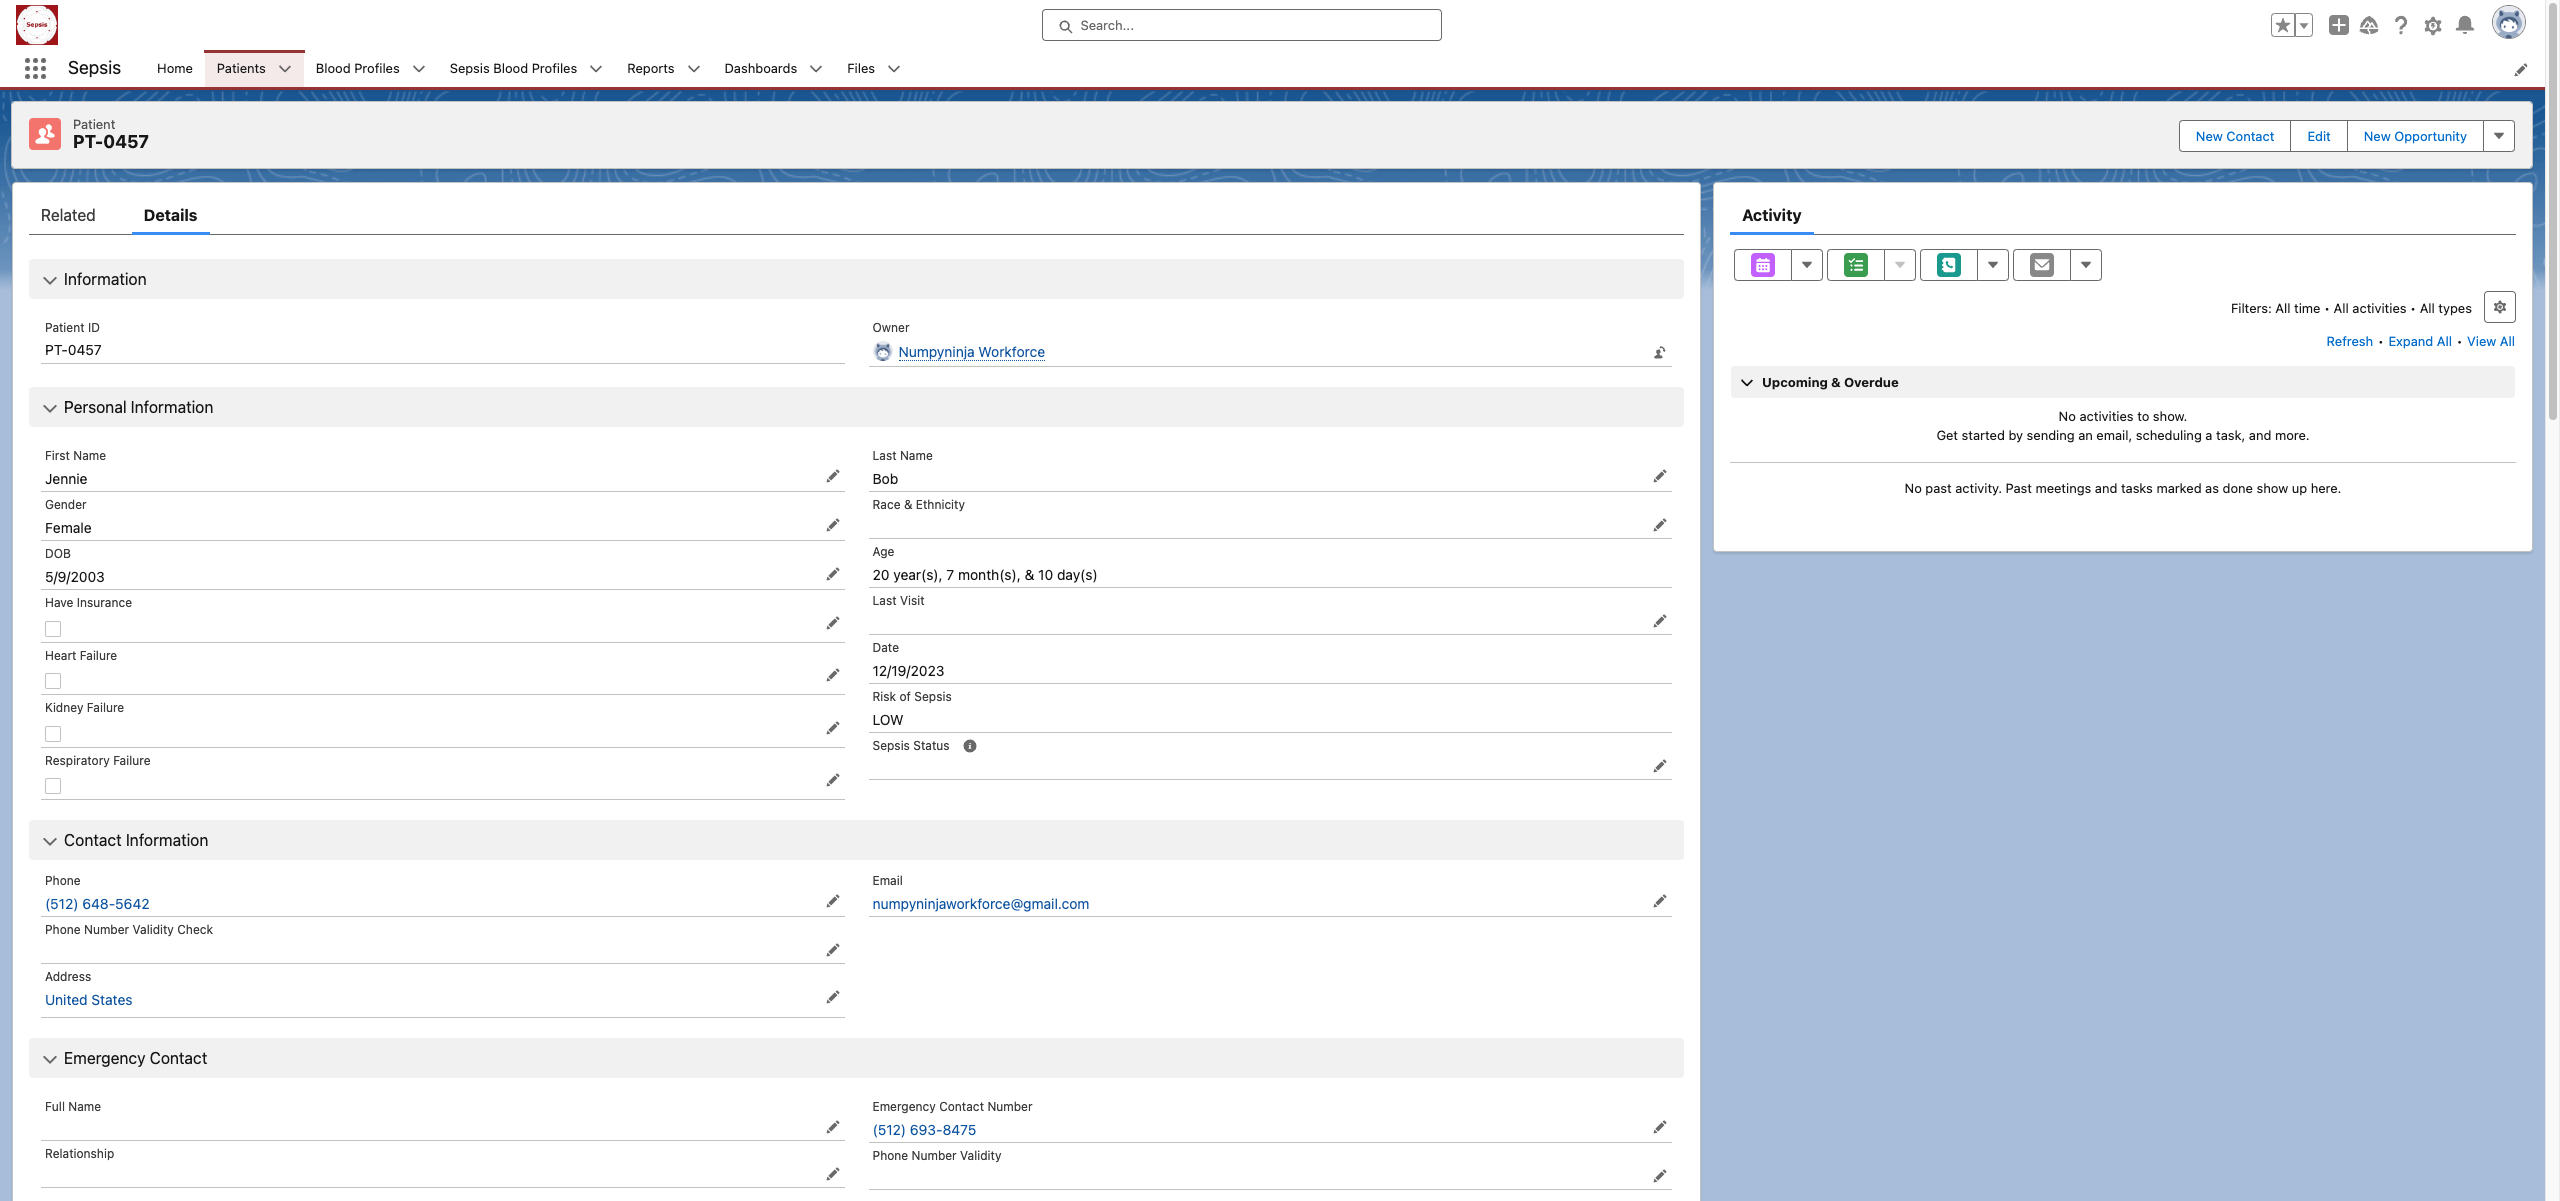 Sepsis
Search...
Sepsis
Home
Patients
Blood Profiles
Sepsis Blood Profiles
Reports
Dashboards
Files
Patient
PT-0457
New Contact
Edit
New Opportunity
Related
Details
Information
Patient ID
PT-0457
Owner
Numpyninja Workforce
Personal Information
First Name
Jennie
Last Name
Bob
Gender
Female
Race & Ethnicity
DOB
5/9/2003
Age
20 year(s), 7 month(s), & 10 day(s)
Have Insurance
Last Visit
Heart Failure
Date
12/19/2023
Kidney Failure
Risk of Sepsis
LOW
Respiratory Failure
Sepsis Status
Contact Information
Phone
(512) 648-5642
Email
numpyninjaworkforce@gmail.com
Phone Number Validity Check
Address
United States
Emergency Contact
Full Name
Emergency Contact Number
(512) 693-8475
Relationship
Phone Number Validity
Activity
Filters: All time • All activities • All types
Refresh • Expand All • View All
Upcoming & Overdue
No activities to show.
Get started by sending an email, scheduling a task, and more.
No past activity. Past meetings and tasks marked as done show up here.